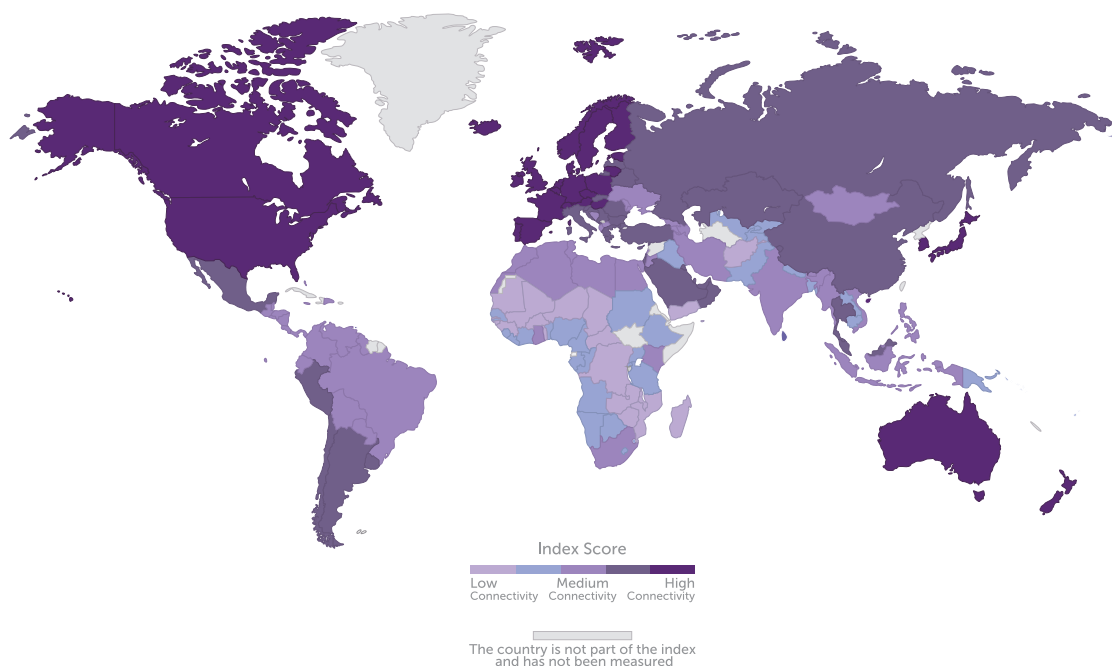 Index Score
Low Medium High
Connectivity Connectivity Connectivity
The country is not part of the index
and has not been measured